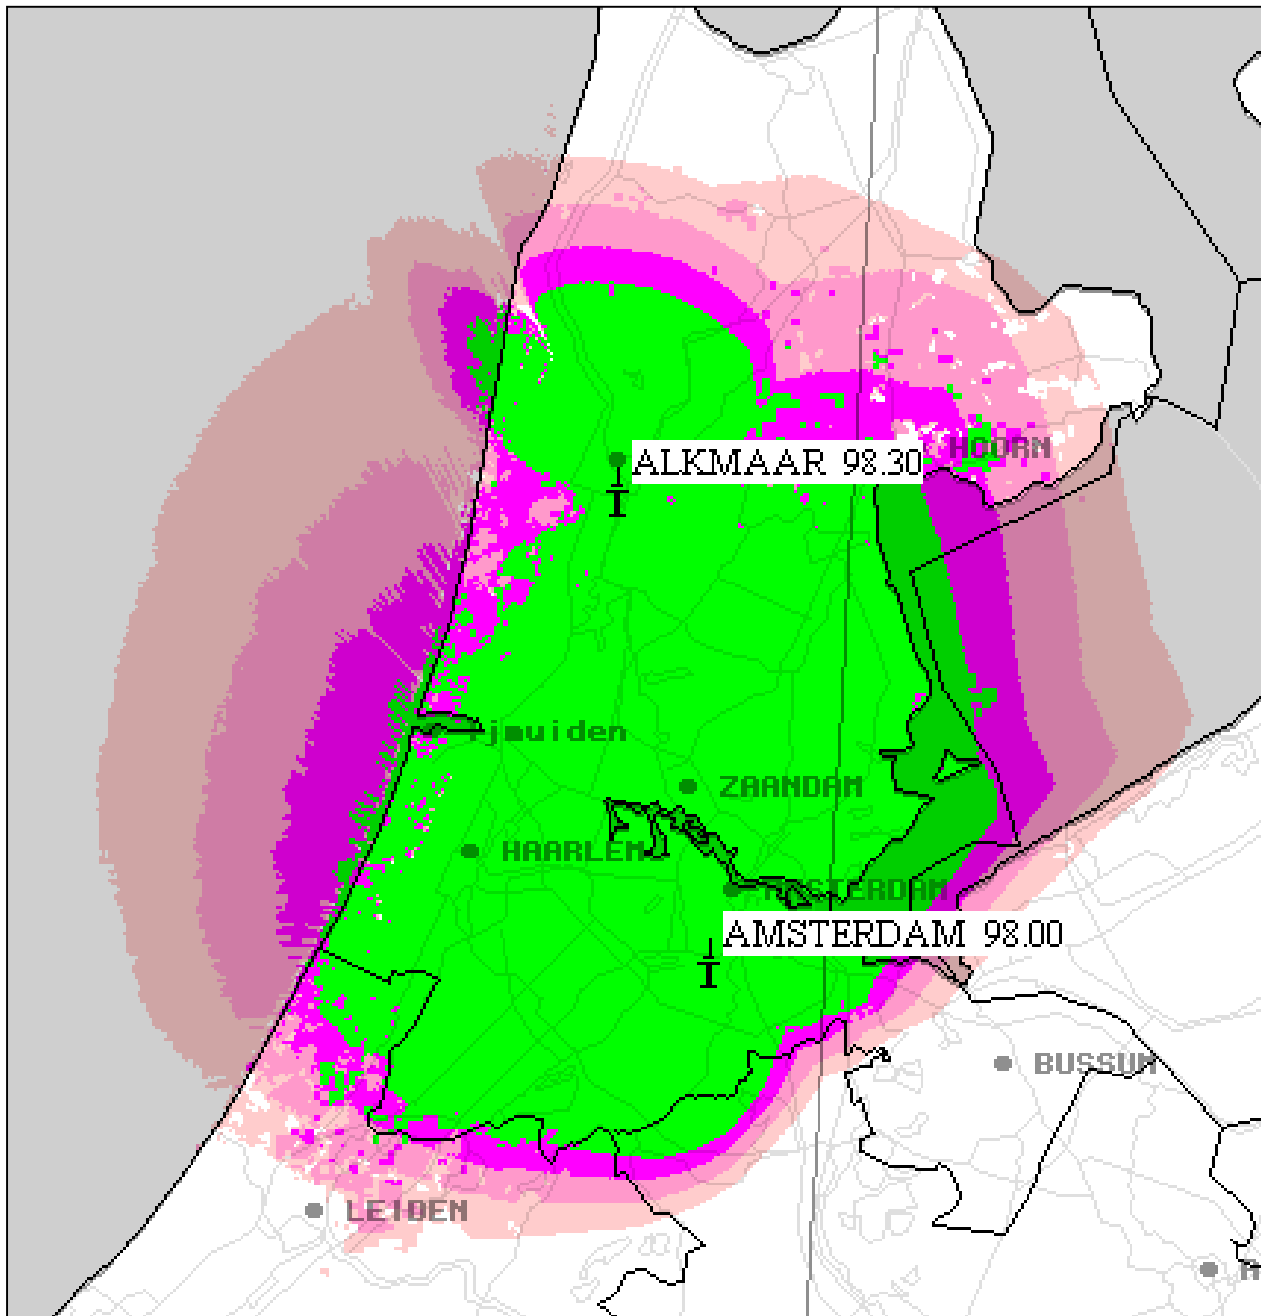 HOORN
ALKMAAR 98.30
Ijmuiden
ZAANDAM
HAARLEM
AMSTERDAM
AMSTERDAM 98.00
BUSSUM
LEIDEN